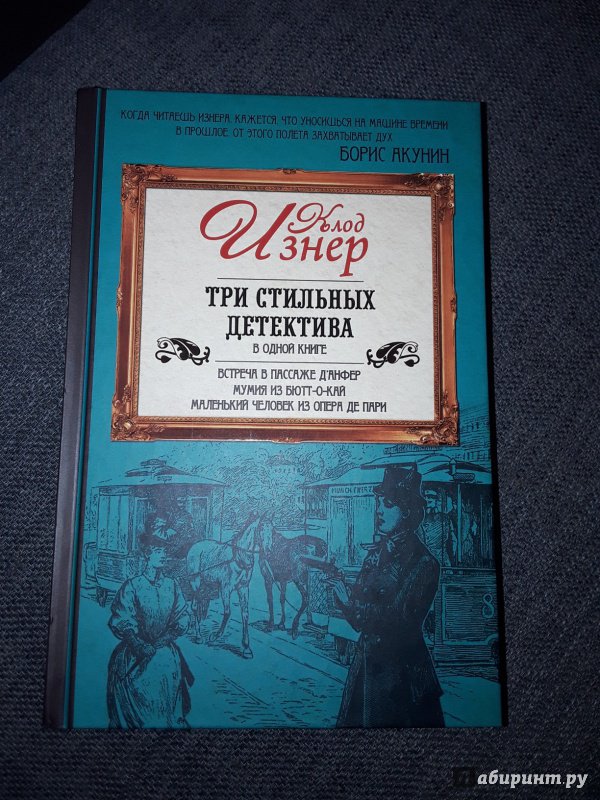 КОГДА ЧИТАЕШЬ ИЗНЕРА, КАЖЕТСЯ, ЧТО УНОСИШЬСЯ НА МАШИНЕ ВРЕМЕНИ
В ПРОШЛОЕ. ОТ ЭТОГО ПОЛЕТА ЗАХВАТЫВАЕТ ДУХ.
БОРИС АКУНИН
Клод
Изнер
ТРИ СТИЛЬНЫХ
ДЕТЕКТИВА
В ОДНОЙ КНИГЕ
ВСТРЕЧА В ПАССАЖЕ Д'АНФЕР
МУМИЯ ИЗ БЮТТ-О-КАЙ
МАЛЕНЬКИЙ ЧЕЛОВЕК ИЗ ОПЕРА ДЕ ПАРИ
8
Лабиринт.ру